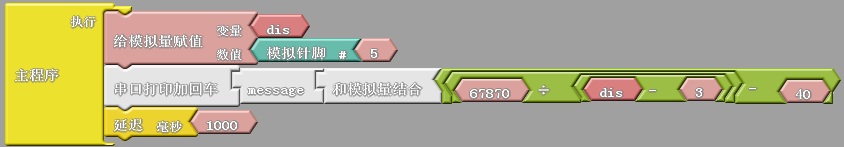 执行
主程序
给模拟量赋值 变量 dis
数值 模拟针脚 # 5
串口打印加回车 message 和模拟量结合 67870 ÷ dis - 3 - 40
延迟 毫秒 1000